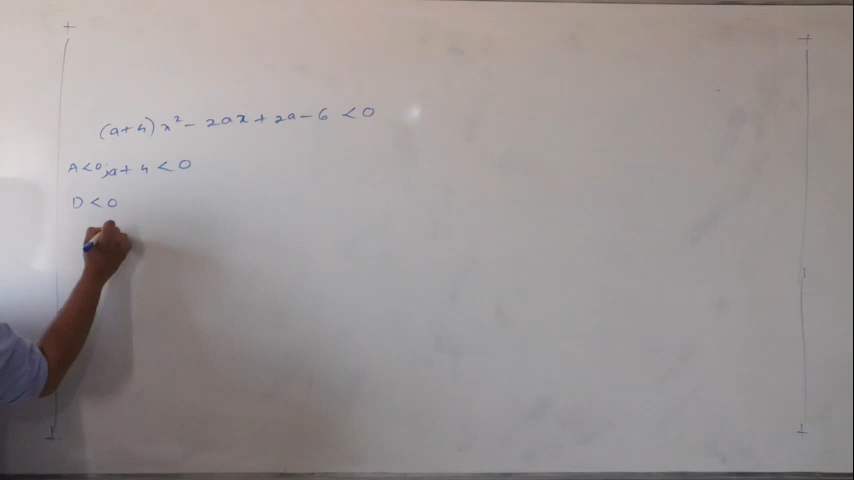 (a+4)x² - 2ax + 2a - 6 < 0
A < 0, a + 4 < 0
D < 0